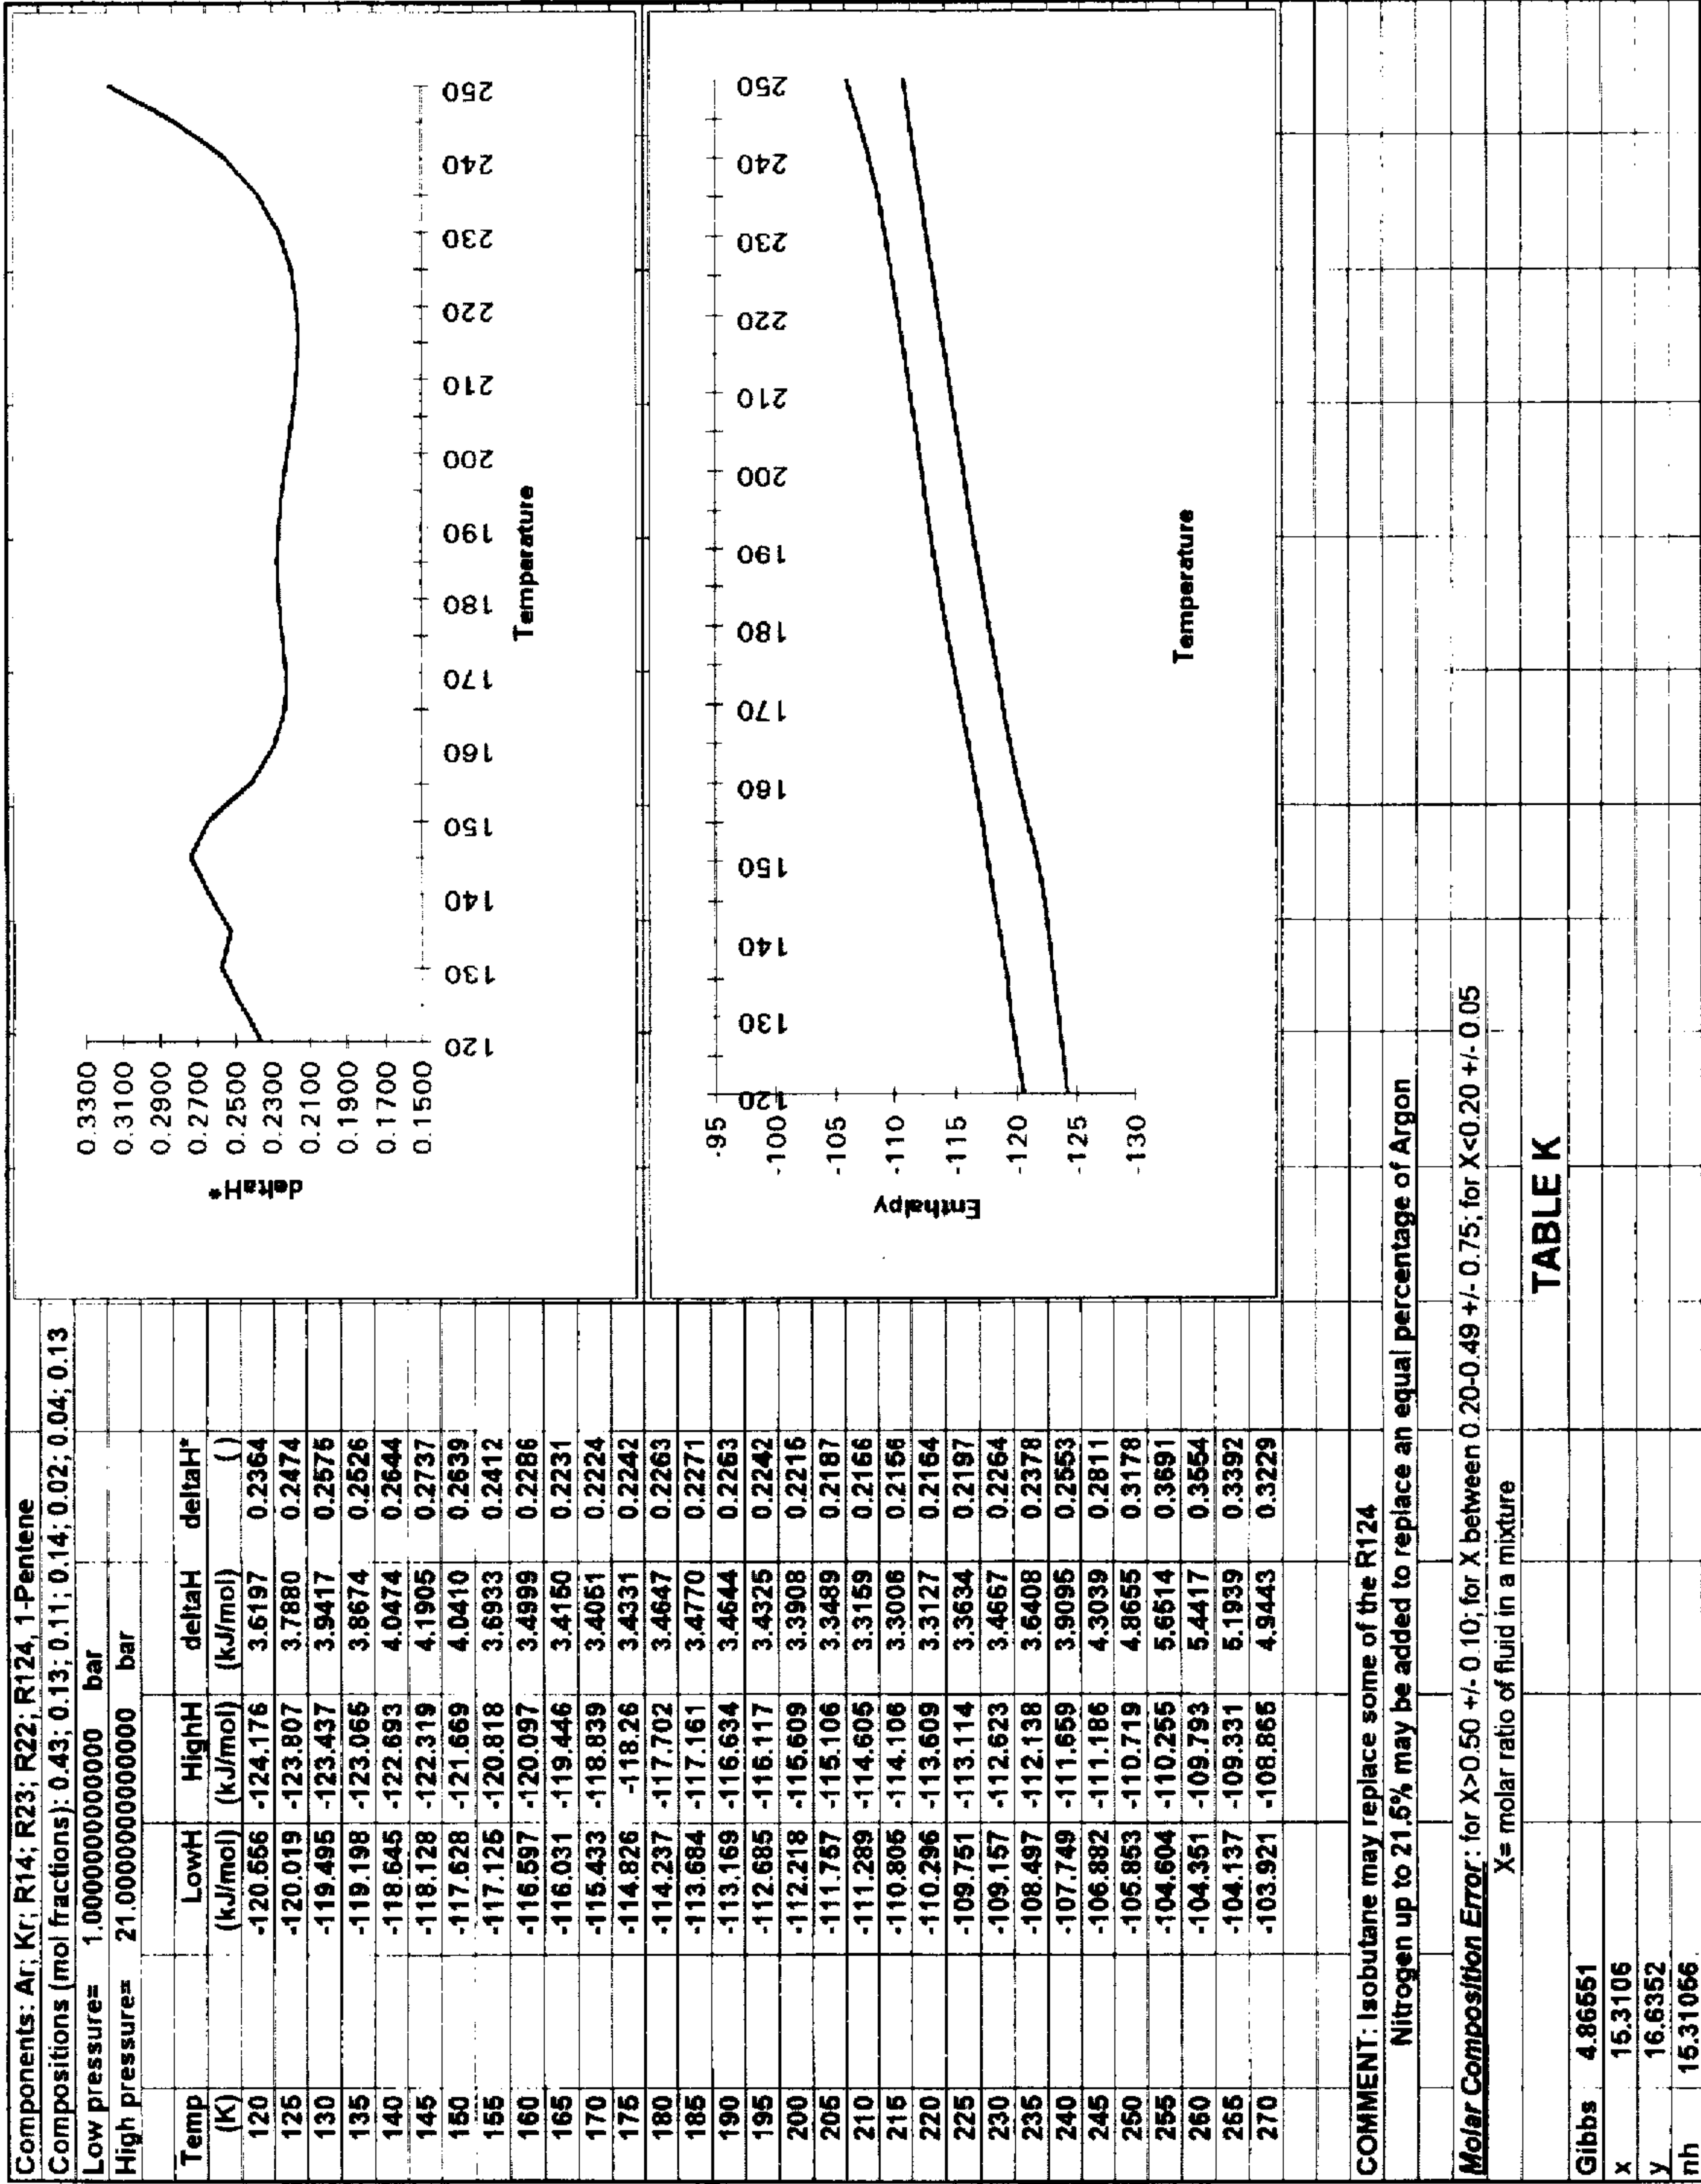 Components: Ar; Kr; R14; R23; R22; R124, 1-Pentene
Compositions (mol fractions): 0.43; 0.13; 0.11; 0.14; 0.02; 0.04; 0.13
Low pressure= 1.00000000000 bar
High pressure= 21.00000000000000 bar
Temp LowH HighH deltaH deltaH*
(K) (kJ/mol) (kJ/mol) (kJ/mol) ( )
120 -120.556 -124.176 3.6197 0.2364
125 -120.019 -123.807 3.7880 0.2474
130 -119.495 -123.437 3.9417 0.2575
135 -119.198 -123.065 3.8674 0.2526
140 -118.645 -122.693 4.0474 0.2644
145 -118.128 -122.319 4.1905 0.2737
150 -117.628 -121.669 4.0410 0.2639
155 -117.125 -120.818 3.6933 0.2412
160 -116.597 -120.097 3.4999 0.2286
165 -116.031 -119.446 3.4150 0.2231
170 -115.433 -118.839 3.4051 0.2224
175 -114.826 -118.26 3.4331 0.2242
180 -114.237 -117.702 3.4647 0.2263
185 -113.684 -117.161 3.4770 0.2271
190 -113.169 -116.634 3.4644 0.2263
195 -112.685 -116.117 3.4325 0.2242
200 -112.218 -115.609 3.3908 0.2215
205 -111.757 -115.106 3.3489 0.2187
210 -111.289 -114.605 3.3159 0.2166
215 -110.805 -114.106 3.3006 0.2156
220 -110.296 -113.609 3.3127 0.2164
225 -109.751 -113.114 3.3634 0.2197
230 -109.157 -112.623 3.4667 0.2264
235 -108.497 -112.138 3.6408 0.2378
240 -107.749 -111.659 3.9095 0.2553
245 -106.882 -111.186 4.3039 0.2811
250 -105.853 -110.719 4.8655 0.3178
255 -104.604 -110.255 5.6514 0.3691
260 -104.351 -109.793 5.4417 0.3554
265 -104.137 -109.331 5.1939 0.3392
270 -103.921 -108.865 4.9443 0.3229
0.3300
0.3100
0.2900
0.2700
0.2500
0.2300
0.2100
0.1900
0.1700
0.1500
deltaH*
120 130 140 150 160 170 180 190 200 210 220 230 240 250
Temperature
-95
-100
-105
-110
-115
-120
-125
-130
Enthalpy
120 130 140 150 160 170 180 190 200 210 220 230 240 250
Temperature
COMMENT: Isobutane may replace some of the R124
Nitrogen up to 21.5% may be added to replace an equal percentage of Argon
Molar Composition Error: for X>0.50 +/- 0.10; for X between 0.20-0.49 +/- 0.75; for X<0.20 +/- 0.05
X= molar ratio of fluid in a mixture
TABLE K
Gibbs 4.86551
x 15.3106
y 16.6352
nh 15.31056